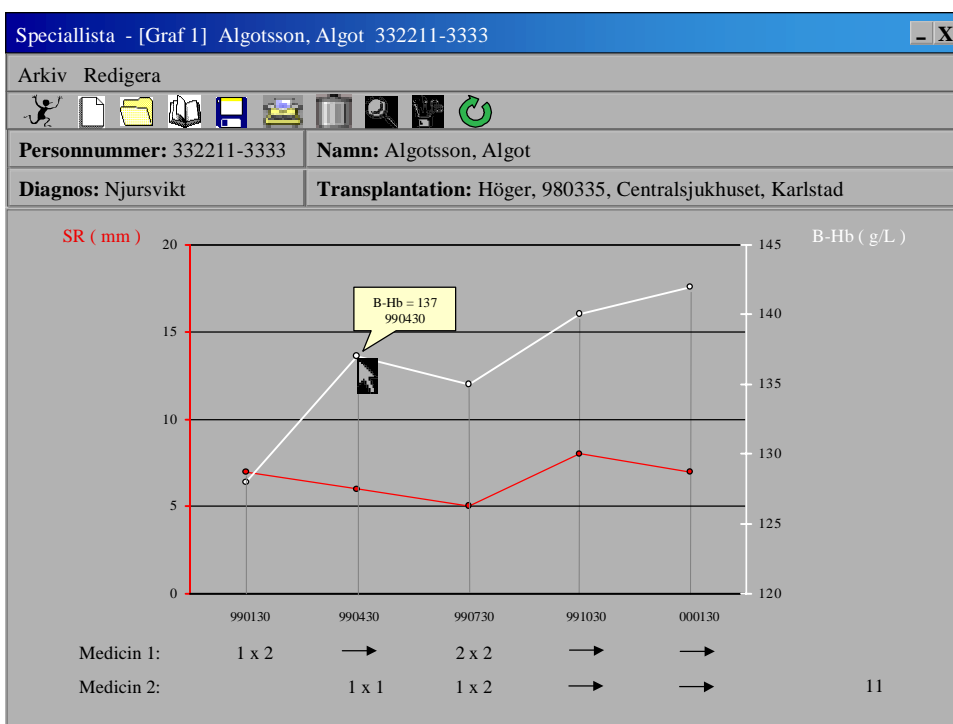 Speciallista - [Graf 1] Algotsson, Algot 332211-3333
_ X
Arkiv Redigera
Personnummer: 332211-3333 Namn: Algotsson, Algot
Diagnos: Njursvikt Transplantation: Höger, 980335, Centralsjukhuset, Karlstad
SR ( mm ) B-Hb ( g/L )
20 145
B-Hb = 137
990430
140
15
135
10
130
5
125
0 120
990130 990430 990730 991030 000130
Medicin 1: 1 x 2 → 2 x 2 → →
Medicin 2: 1 x 1 1 x 2 → → 11